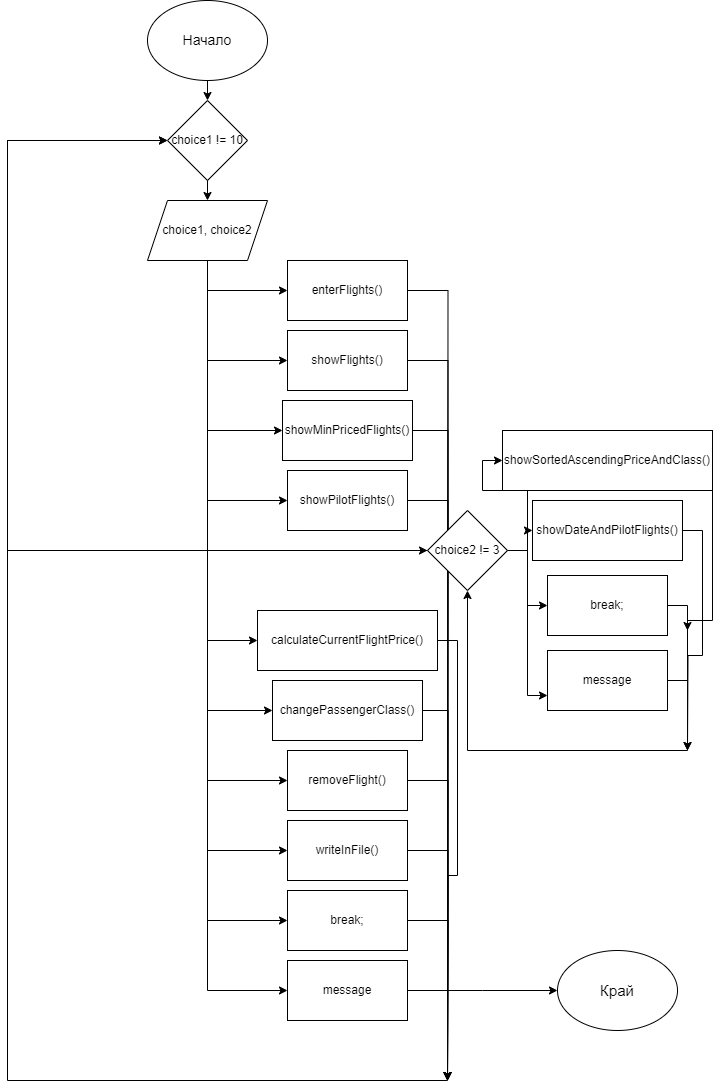 Начало
choice1 != 10
choice1, choice2
enterFlights()
showFlights()
showMinPricedFlights()
showPilotFlights()
choice2 != 3
showSortedAscendingPriceAndClass()
showDateAndPilotFlights()
break;
message
calculateCurrentFlightPrice()
changePassengerClass()
removeFlight()
writeInFile()
break;
message
Край